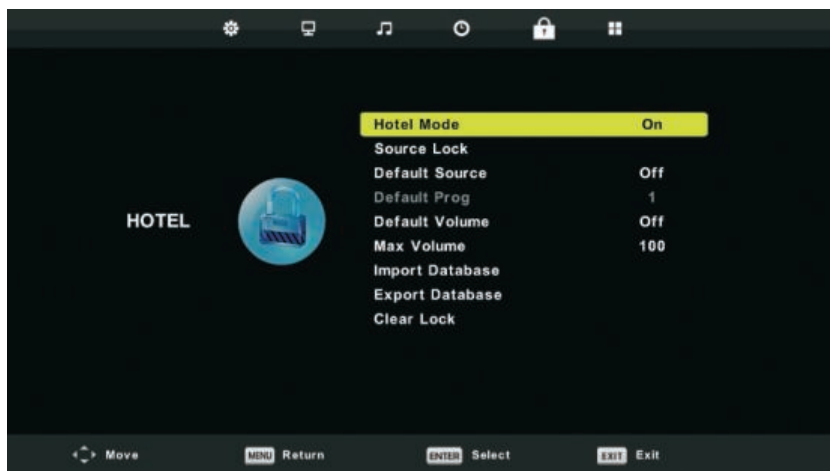 Hotel Mode On
Source Lock
Default Source Off
Default Prog 1
HOTEL
Default Volume Off
Max Volume 100
Import Database
Export Database
Clear Lock
Move MENU Return ENTER Select EXIT Exit